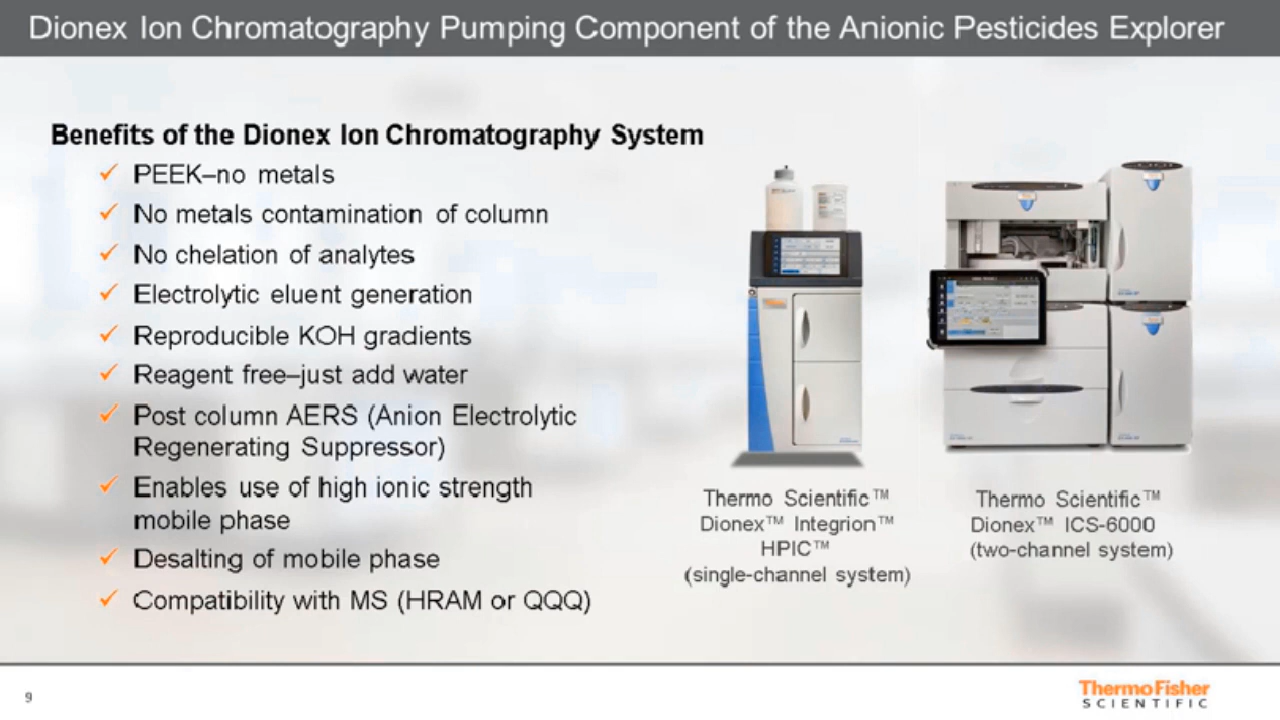 Dionex Ion Chromatography Pumping Component of the Anionic Pesticides Explorer
Benefits of the Dionex Ion Chromatography System
✓ PEEK–no metals
✓ No metals contamination of column
✓ No chelation of analytes
✓ Electrolytic eluent generation
✓ Reproducible KOH gradients
✓ Reagent free–just add water
✓ Post column AERS (Anion Electrolytic
Regenerating Suppressor)
✓ Enables use of high ionic strength
mobile phase
✓ Desalting of mobile phase
✓ Compatibility with MS (HRAM or QQQ)
Thermo Scientific™
Dionex™ Integrion™
HPIC™
(single-channel system)
Thermo Scientific™
Dionex™ ICS-6000
(two-channel system)
9
ThermoFisher
SCIENTIFIC